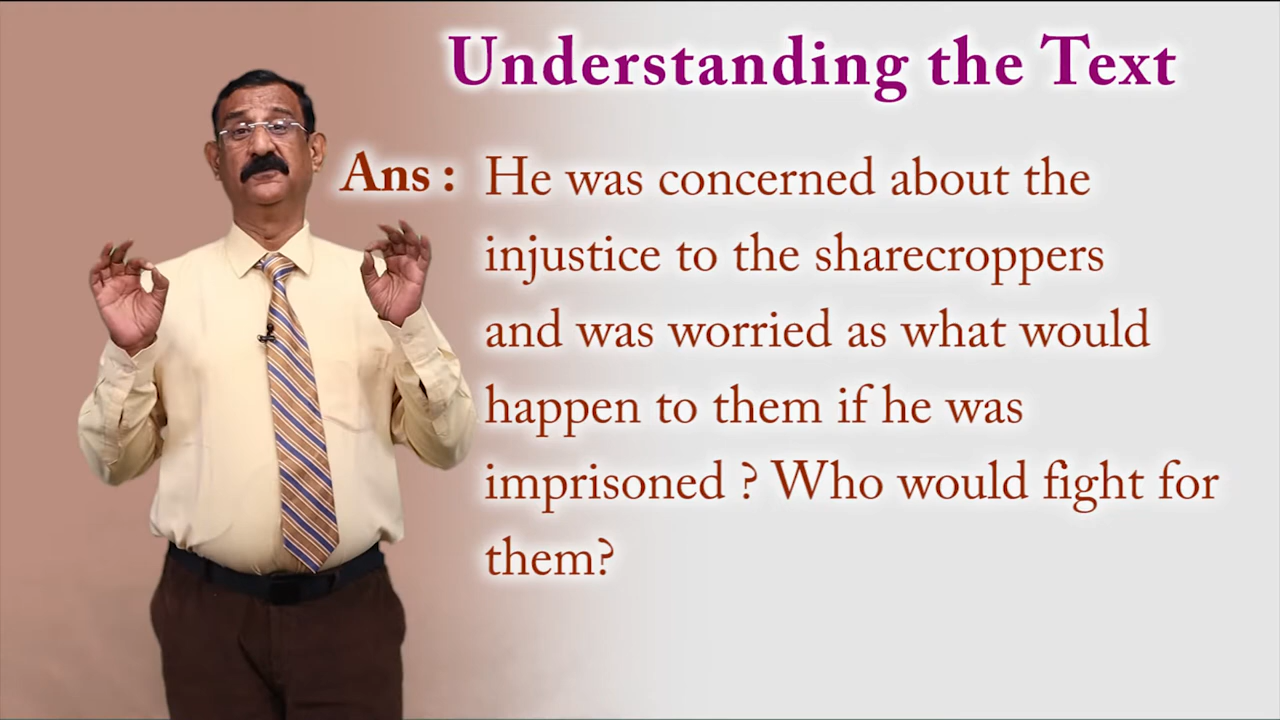 Understanding the Text
Ans : He was concerned about the
injustice to the sharecroppers
and was worried as what would
happen to them if he was
imprisoned ? Who would fight for
them?